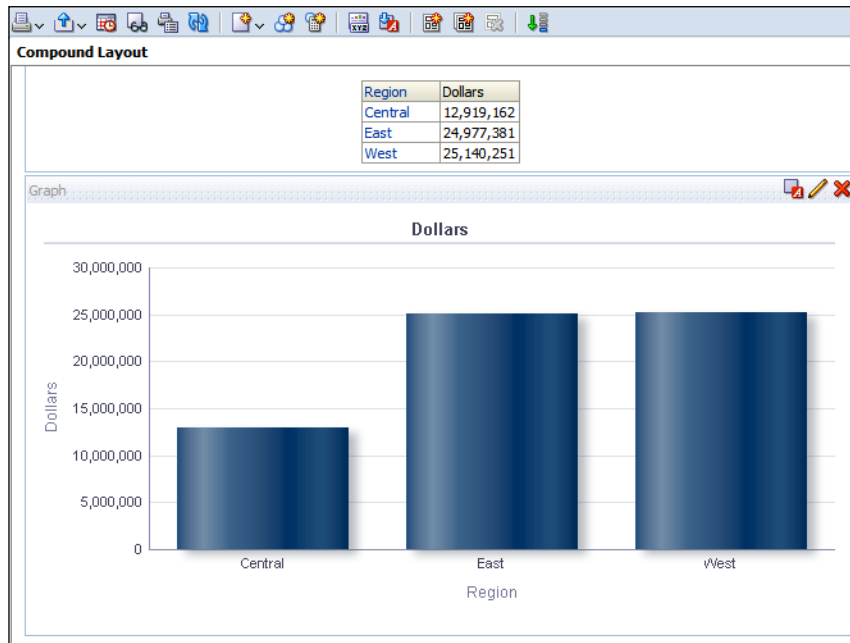 XYZ
Compound Layout
Region Dollars
Central 12,919,162
East 24,977,381
West 25,140,251
Graph
Dollars
30,000,000
25,000,000
20,000,000
15,000,000
10,000,000
5,000,000
0
Dollars
Central East West
Region